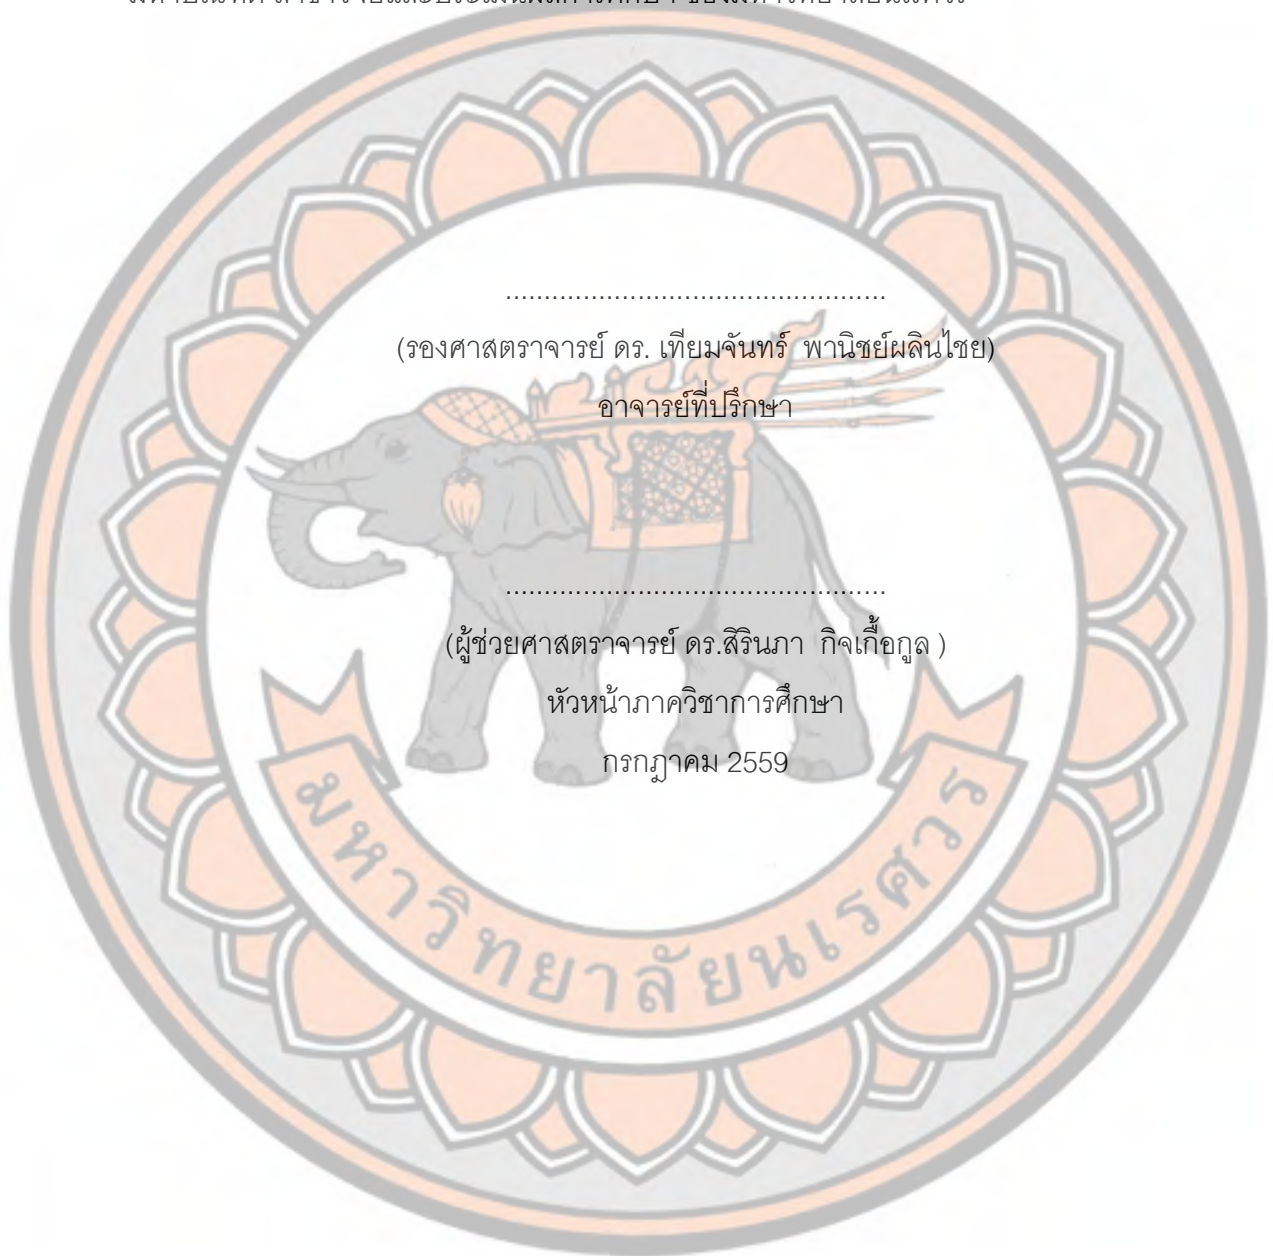 ................................................
(รองศาสตราจารย์ ดร. เทียมจันทร์ พานิชย์ผลินไชย)
อาจารย์ที่ปรึกษา
................................................
(ผู้ช่วยศาสตราจารย์ ดร.สิรินภา กิจเกื้อกูล )
หัวหน้าภาควิชาการศึกษา
กรกฎาคม 2559
มหาวิทยาลัยนเรศวร